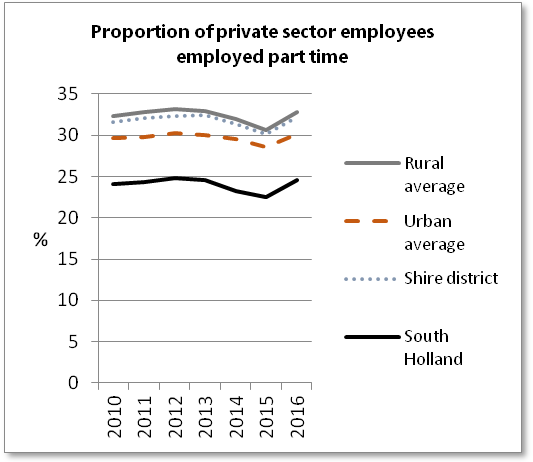 Proportion of private sector employees
employed part time
35
30
25
20
15
10
5
0
%
2010
2011
2012
2013
2014
2015
2016
Rural
average
Urban
average
Shire district
South
Holland